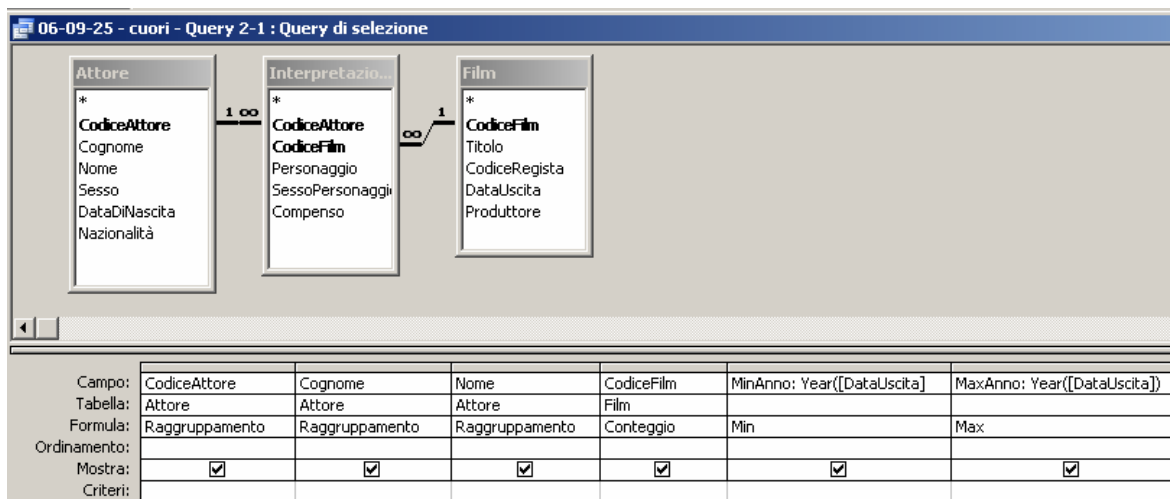 06-09-25 - cuori - Query 2-1 : Query di selezione
Attore
*
CodiceAttore
Cognome
Nome
Sesso
DataDiNascita
Nazionalità
1 ∞
Interpretazio...
*
CodiceAttore
CodiceFilm
Personaggio
SessoPersonaggi
Compenso
∞ 1
Film
*
CodiceFilm
Titolo
CodiceRegista
DataUscita
Produttore
Campo: CodiceAttore Cognome Nome CodiceFilm MinAnno: Year([DataUscita] MaxAnno: Year([DataUscita])
Tabella: Attore Attore Attore Film
Formula: Raggruppamento Raggruppamento Raggruppamento Conteggio Min Max
Ordinamento:
Mostra:
Criteri: